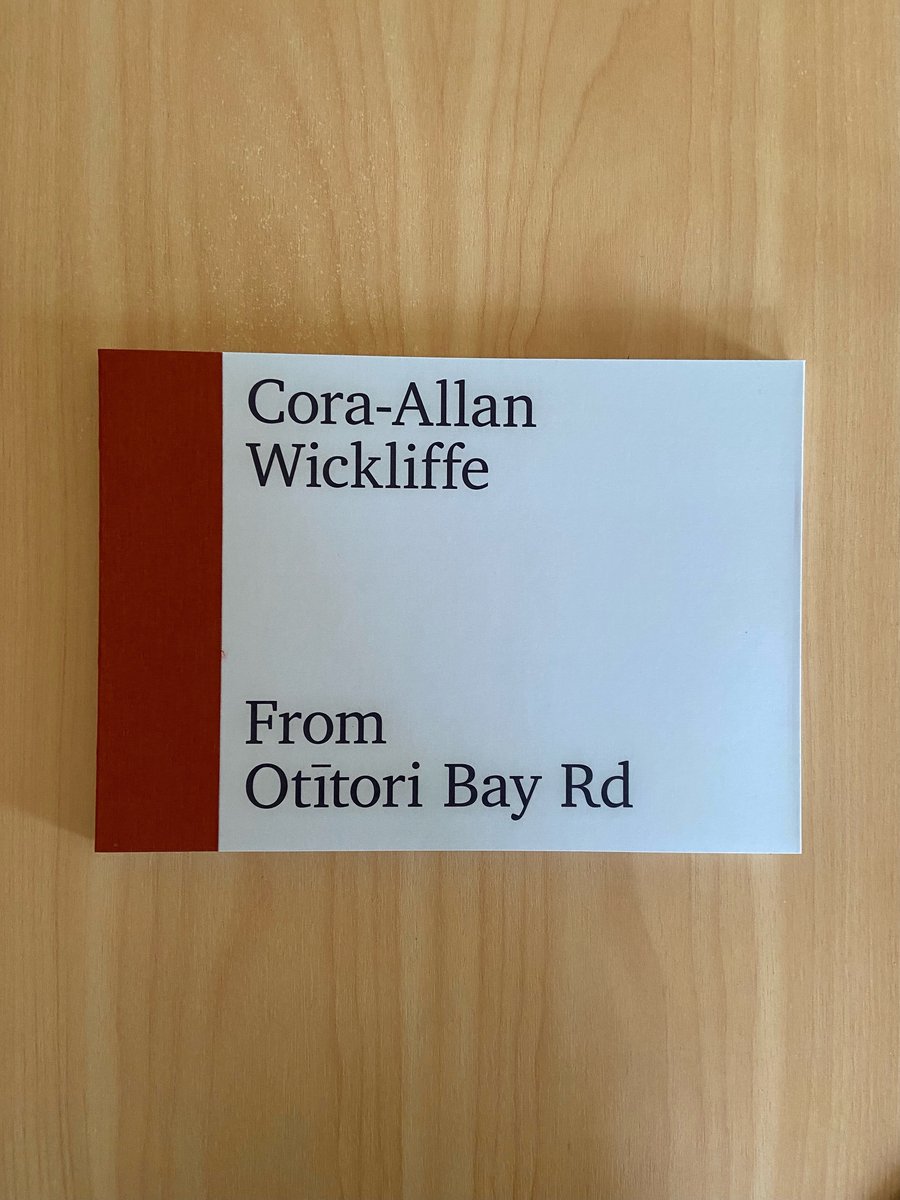 Cora-Allan
Wickliffe
From
Otītori Bay Rd